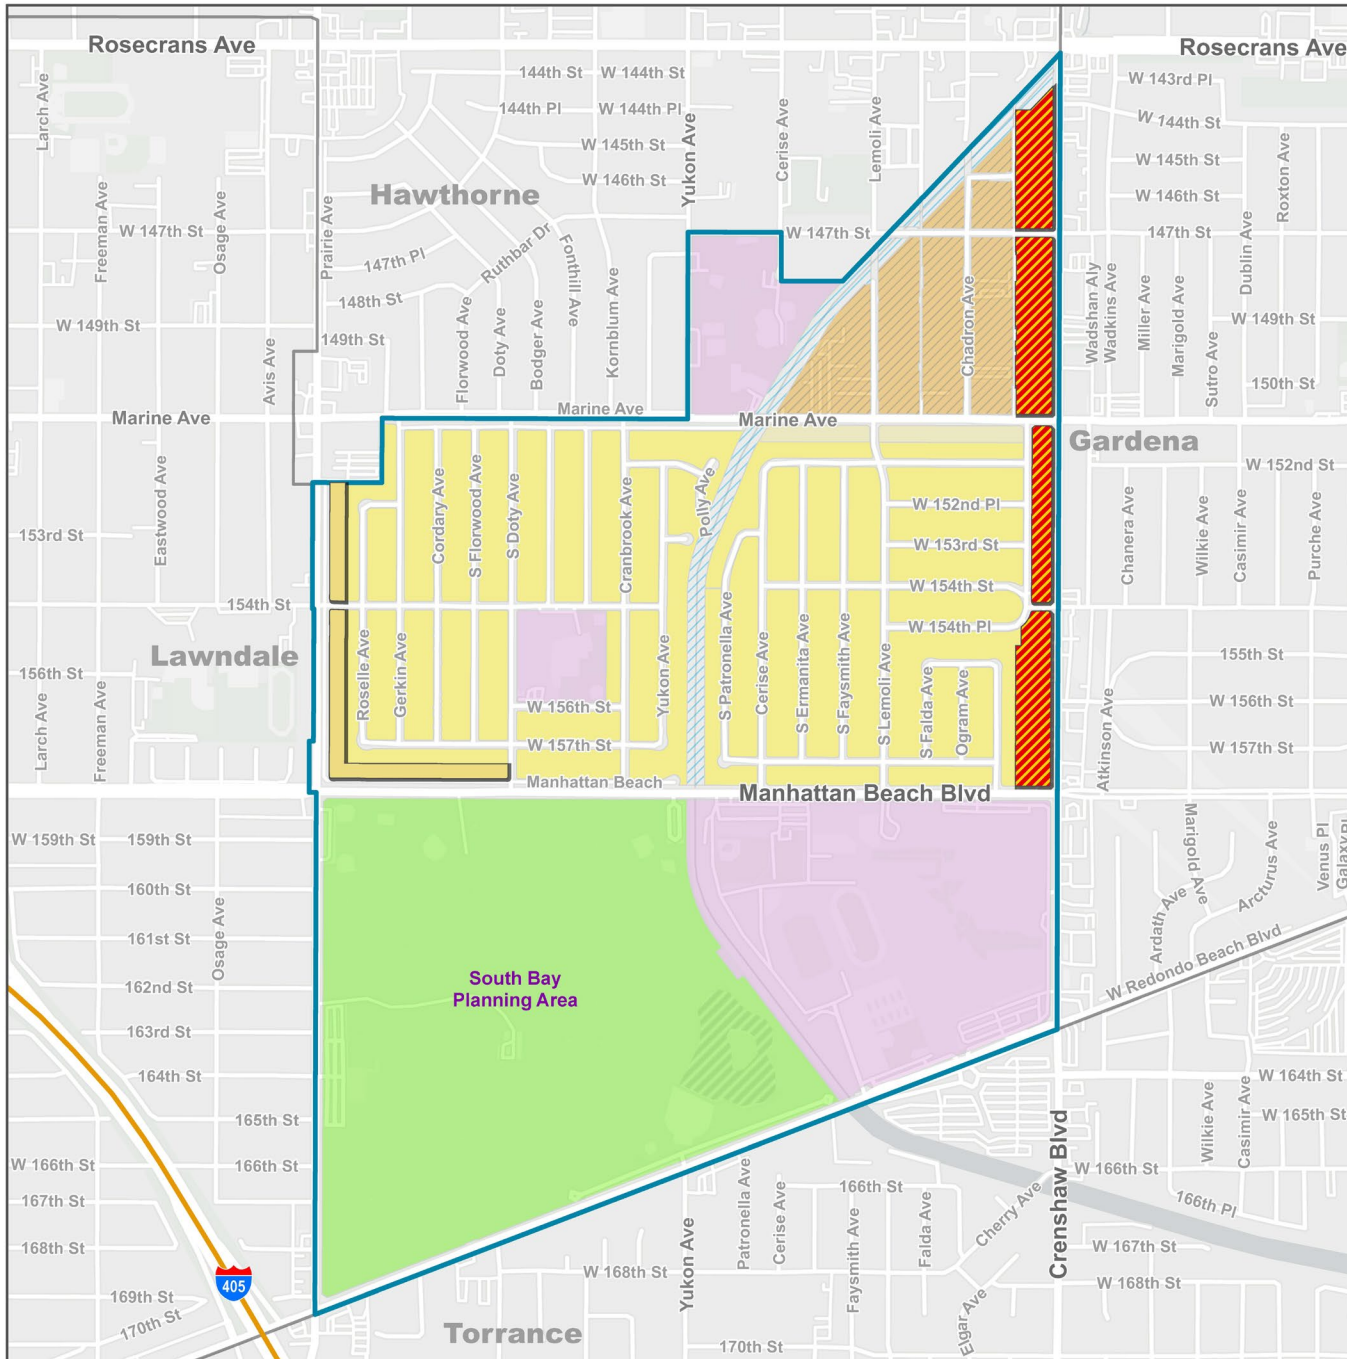 Rosecrans Ave
Rosecrans Ave
144th St
W 144th St
W 143rd Pl
Larch Ave
144th Pl
W 144th Pl
Yukon Ave
Cerise Ave
Lemoli Ave
W 144th St
W 145th St
W 145th St
Roxton Ave
W 146th St
W 146th St
Hawthorne
Freeman Ave
Osage Ave
Prairie Ave
W 147th St
W 147th St
147th St
Dublin Ave
147th Pl
Ruthbar Dr
Fonthill Ave
Kornblum Ave
148th St
Florwood Ave
Doty Ave
Bodger Ave
Chadron Ave
Wadshan Aly
Wadkins Ave
Miller Ave
Marigold Ave
Sutro Ave
W 149th St
149th St
W 149th St
Avis Ave
150th St
Marine Ave
Marine Ave
Marine Ave
Gardena
W 152nd St
Eastwood Ave
Cordary Ave
S Florwood Ave
S Doty Ave
Cranbrook Ave
Polly Ave
W 152nd Pl
Chanera Ave
Wilkie Ave
Casimir Ave
Purche Ave
153rd St
W 153rd St
154th St
W 154th St
W 154th Pl
Lawndale
Roselle Ave
Gerkin Ave
Yukon Ave
S Patronella Ave
Cerise Ave
S Ermanita Ave
S Faysmith Ave
S Lemoli Ave
S Falda Ave
Ogram Ave
155th St
156th St
W 156th St
W 156th St
Larch Ave
Freeman Ave
W 157th St
W 157th St
Atkinson Ave
Manhattan Beach
Manhattan Beach Blvd
W 159th St
159th St
Marigold Ave
Arcturus Ave
Venus Pl
Galaxy Pl
160th St
Ardath Ave
Osage Ave
161st St
W Redondo Beach Blvd
South Bay
Planning Area
162nd St
163rd St
164th St
W 164th St
165th St
W 165th St
Wilkie Ave
Casimir Ave
Crenshaw Blvd
W 166th St
166th St
W 166th St
166th St
166th Pl
167th St
Yukon Ave
Patronella Ave
Cerise Ave
Faysmith Ave
Falda Ave
Cherry Ave
168th St
W 167th St
W 168th St
W 168th St
405
169th St
170th St
Torrance
170th St
Elgar Ave